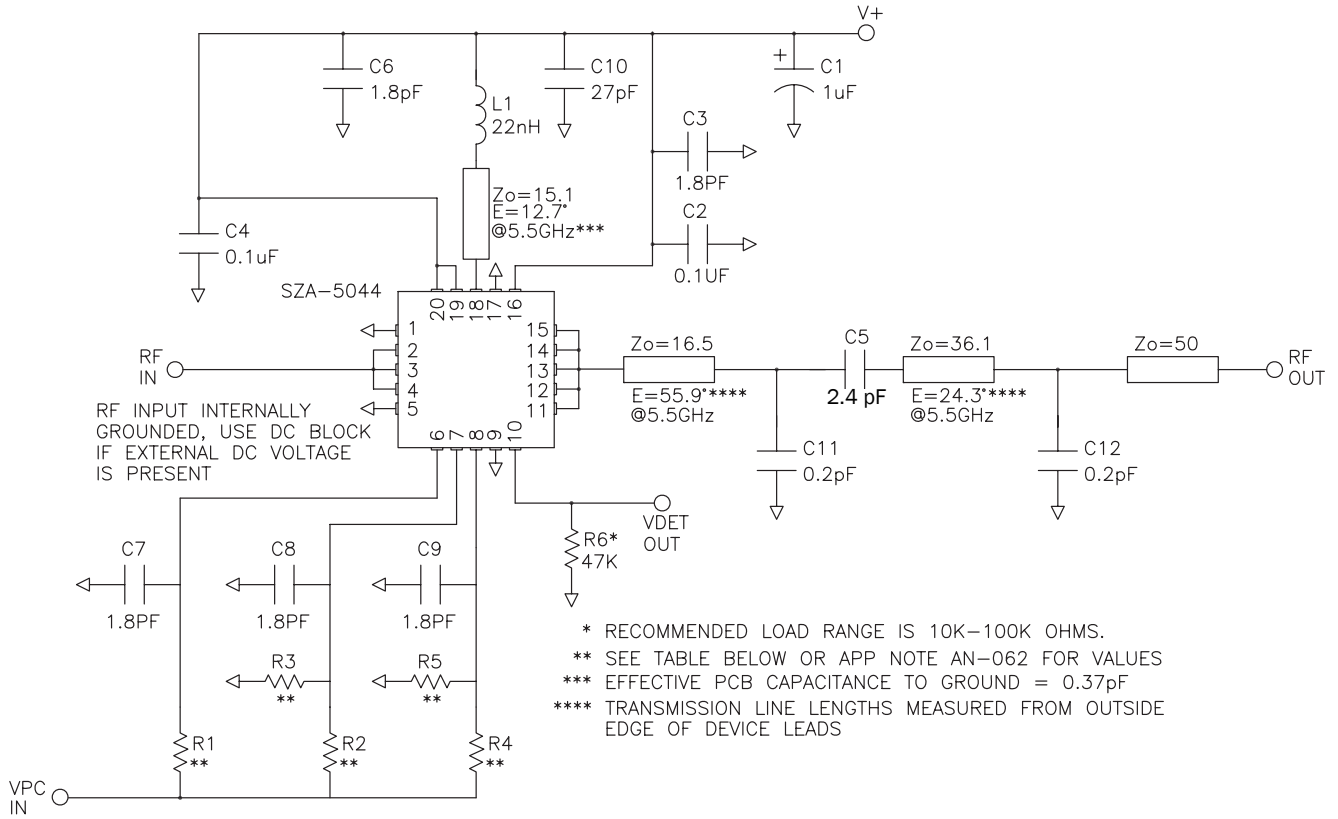 V+
C6
1.8pF
C10
27pF
+
C1
1uF
L1
22nH
C3
1.8PF
Zo=15.1
E=12.7°
@5.5GHz***
C2
0.1UF
C4
0.1uF
SZA-5044
20
19
18
17
16
1
2
3
4
5
15
14
13
12
11
6
7
8
9
10
RF
IN
RF INPUT INTERNALLY
GROUNDED, USE DC BLOCK
IF EXTERNAL DC VOLTAGE
IS PRESENT
Zo=16.5
E=55.9°****
@5.5GHz
C5
2.4 pF
Zo=36.1
E=24.3°****
@5.5GHz
Zo=50
RF
OUT
C11
0.2pF
C12
0.2pF
VDET
OUT
R6*
47K
C7
1.8PF
C8
1.8PF
C9
1.8PF
R3
**
R5
**
R1
**
R2
**
R4
**
VPC
IN
* RECOMMENDED LOAD RANGE IS 10K-100K OHMS.
** SEE TABLE BELOW OR APP NOTE AN-062 FOR VALUES
*** EFFECTIVE PCB CAPACITANCE TO GROUND = 0.37pF
**** TRANSMISSION LINE LENGTHS MEASURED FROM OUTSIDE
EDGE OF DEVICE LEADS